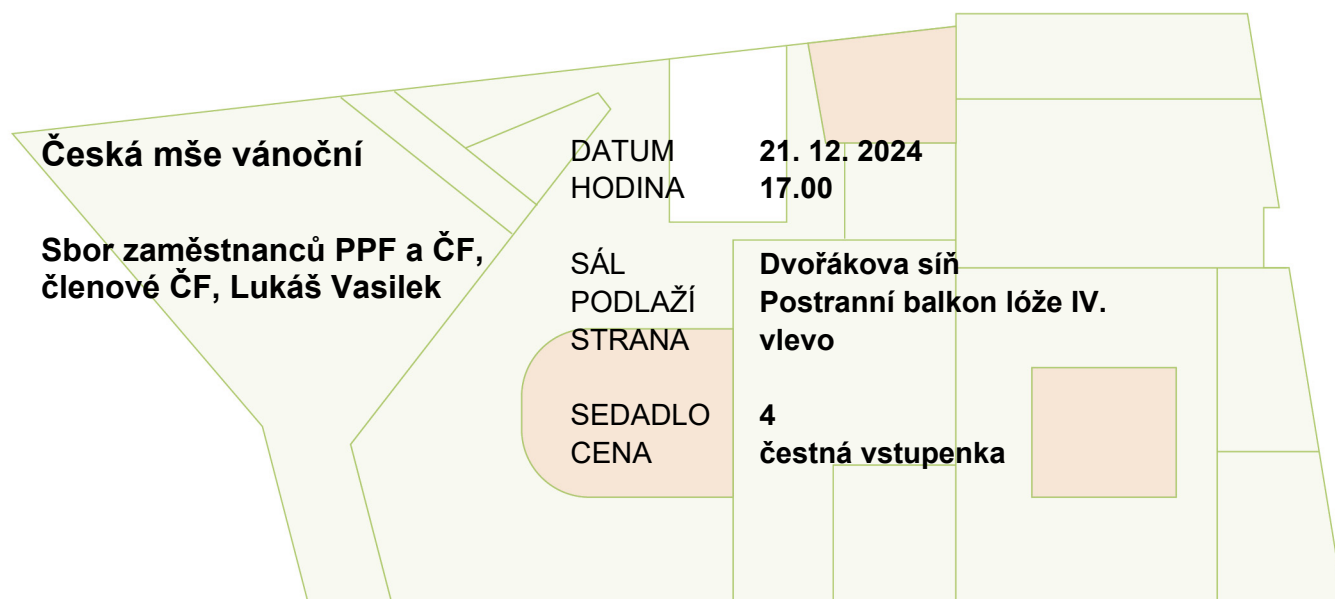 Česká mše vánoční
Sbor zaměstnanců PPF a ČF,
členové ČF, Lukáš Vasilek
DATUM 21. 12. 2024
HODINA 17.00
SÁL Dvořákova síň
PODLAŽÍ Postranní balkon lóže IV.
STRANA vlevo
SEDADLO 4
CENA čestná vstupenka